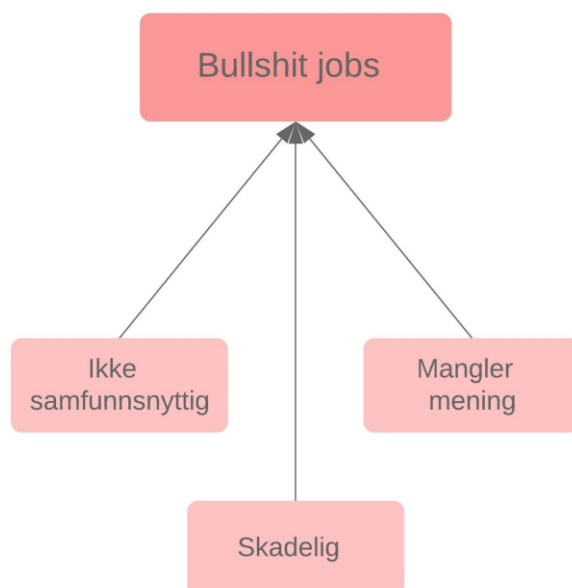 Bullshit jobs
Ikke
samfunnsnyttig
Mangler
mening
Skadelig